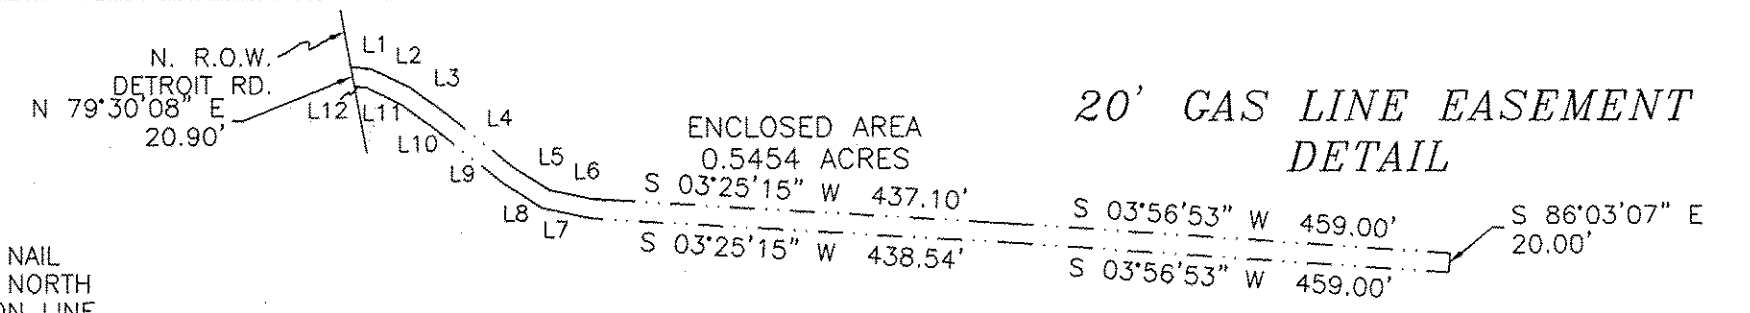 N. R.O.W.
DETROIT RD.
N 79°30'08" E
20.90'
L1
L2
L3
L4
L5
L6
L12
L11
L10
L9
L8
L7
ENCLOSED AREA
0.5454 ACRES
S 03°25'15" W 437.10'
S 03°25'15" W 438.54'
20' GAS LINE EASEMENT
DETAIL
S 03°56'53" W 459.00'
S 03°56'53" W 459.00'
S 86°03'07" E
20.00'
NAIL
NORTH
ON LINE